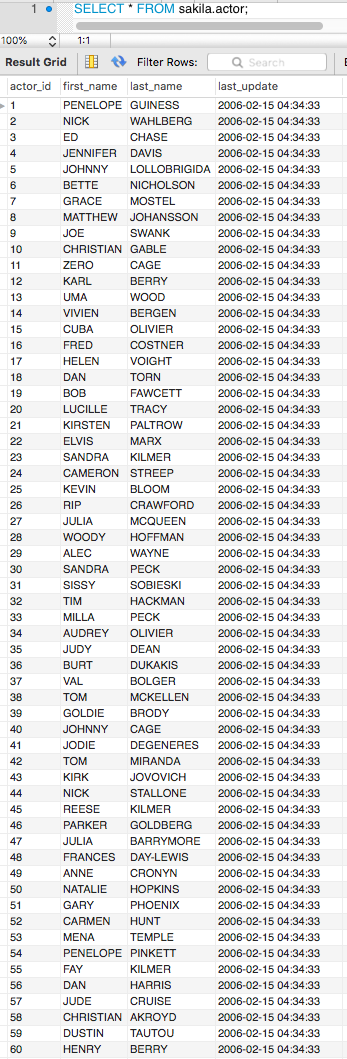 1 SELECT * FROM sakila.actor;
100% 1:1
Result Grid Filter Rows: Search
actor_id first_name last_name last_update
1 PENELOPE GUINESS 2006-02-15 04:34:33
2 NICK WAHLBERG 2006-02-15 04:34:33
3 ED CHASE 2006-02-15 04:34:33
4 JENNIFER DAVIS 2006-02-15 04:34:33
5 JOHNNY LOLLOBRIGIDA 2006-02-15 04:34:33
6 BETTE NICHOLSON 2006-02-15 04:34:33
7 GRACE MOSTEL 2006-02-15 04:34:33
8 MATTHEW JOHANSSON 2006-02-15 04:34:33
9 JOE SWANK 2006-02-15 04:34:33
10 CHRISTIAN GABLE 2006-02-15 04:34:33
11 ZERO CAGE 2006-02-15 04:34:33
12 KARL BERRY 2006-02-15 04:34:33
13 UMA WOOD 2006-02-15 04:34:33
14 VIVIEN BERGEN 2006-02-15 04:34:33
15 CUBA OLIVIER 2006-02-15 04:34:33
16 FRED COSTNER 2006-02-15 04:34:33
17 HELEN VOIGHT 2006-02-15 04:34:33
18 DAN TORN 2006-02-15 04:34:33
19 BOB FAWCETT 2006-02-15 04:34:33
20 LUCILLE TRACY 2006-02-15 04:34:33
21 KIRSTEN PALTROW 2006-02-15 04:34:33
22 ELVIS MARX 2006-02-15 04:34:33
23 SANDRA KILMER 2006-02-15 04:34:33
24 CAMERON STREEP 2006-02-15 04:34:33
25 KEVIN BLOOM 2006-02-15 04:34:33
26 RIP CRAWFORD 2006-02-15 04:34:33
27 JULIA MCQUEEN 2006-02-15 04:34:33
28 WOODY HOFFMAN 2006-02-15 04:34:33
29 ALEC WAYNE 2006-02-15 04:34:33
30 SANDRA PECK 2006-02-15 04:34:33
31 SISSY SOBIESKI 2006-02-15 04:34:33
32 TIM HACKMAN 2006-02-15 04:34:33
33 MILLA PECK 2006-02-15 04:34:33
34 AUDREY OLIVIER 2006-02-15 04:34:33
35 JUDY DEAN 2006-02-15 04:34:33
36 BURT DUKAKIS 2006-02-15 04:34:33
37 VAL BOLGER 2006-02-15 04:34:33
38 TOM MCKELLEN 2006-02-15 04:34:33
39 GOLDIE BRODY 2006-02-15 04:34:33
40 JOHNNY CAGE 2006-02-15 04:34:33
41 JODIE DEGENERES 2006-02-15 04:34:33
42 TOM MIRANDA 2006-02-15 04:34:33
43 KIRK JOVOVICH 2006-02-15 04:34:33
44 NICK STALLONE 2006-02-15 04:34:33
45 REESE KILMER 2006-02-15 04:34:33
46 PARKER GOLDBERG 2006-02-15 04:34:33
47 JULIA BARRYMORE 2006-02-15 04:34:33
48 FRANCES DAY-LEWIS 2006-02-15 04:34:33
49 ANNE CRONYN 2006-02-15 04:34:33
50 NATALIE HOPKINS 2006-02-15 04:34:33
51 GARY PHOENIX 2006-02-15 04:34:33
52 CARMEN HUNT 2006-02-15 04:34:33
53 MENA TEMPLE 2006-02-15 04:34:33
54 PENELOPE PINKETT 2006-02-15 04:34:33
55 FAY KILMER 2006-02-15 04:34:33
56 DAN HARRIS 2006-02-15 04:34:33
57 JUDE CRUISE 2006-02-15 04:34:33
58 CHRISTIAN AKROYD 2006-02-15 04:34:33
59 DUSTIN TAUTOU 2006-02-15 04:34:33
60 HENRY BERRY 2006-02-15 04:34:33